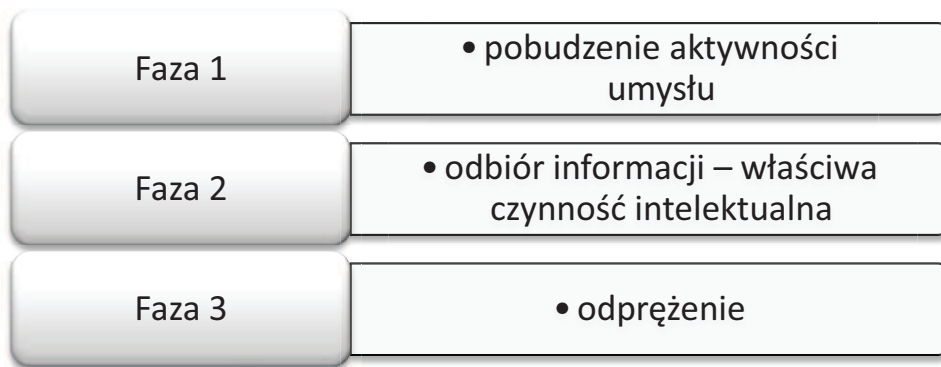 Faza 1
• pobudzenie aktywności
umysłu
Faza 2
• odbiór informacji – właściwa
czynność intelektualna
Faza 3
• odprężenie